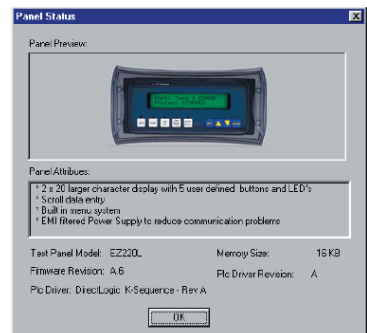 Panel Status
Panel Preview:
Panel Attribues:
* 2 x 20 larger character display with 5 user defined buttons and LED's
* Scroll data entry
* Built in menu system
* EMI filtered Power Supply to reduce communication problems
Text Panel Model: EZ220L
Memory Size: 16 KB
Firmware Revision: A.6
Plc Driver Revision: A
Plc Driver: DirectLogic K-Sequence - Rev A
OK